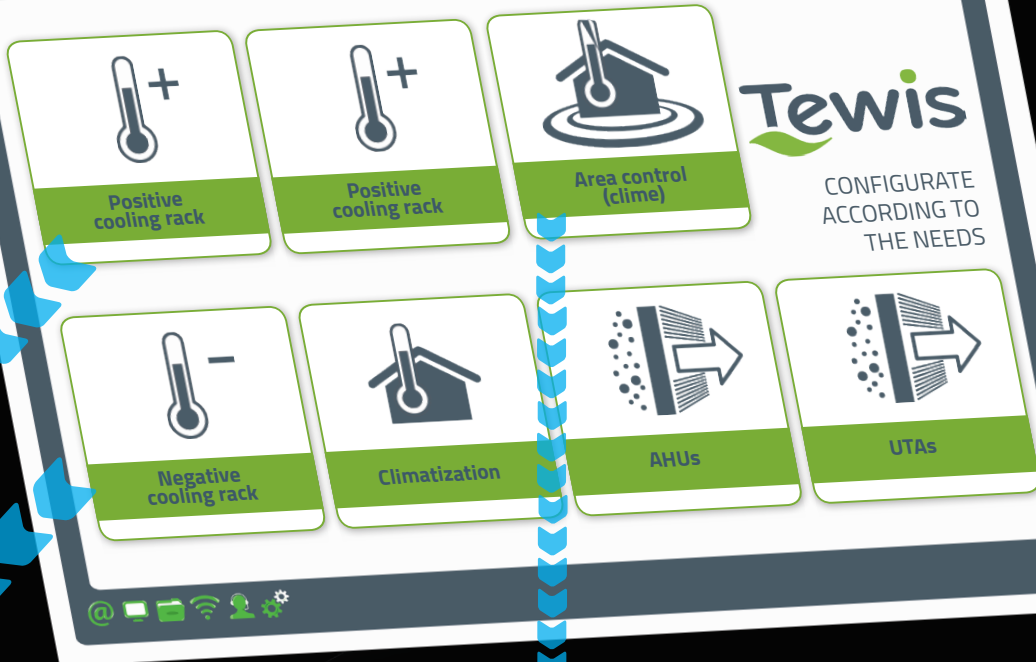 Positive
cooling rack
Positive
cooling rack
Area control
(clime)
Tewis
CONFIGURATE
ACCORDING TO
THE NEEDS
Negative
cooling rack
Climatization
AHUs
UTAs
@